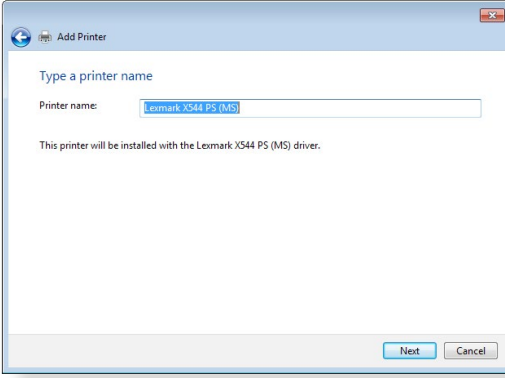 Add Printer
Type a printer name
Printer name: Lexmark X544 PS (MS)
This printer will be installed with the Lexmark X544 PS (MS) driver.
Next Cancel